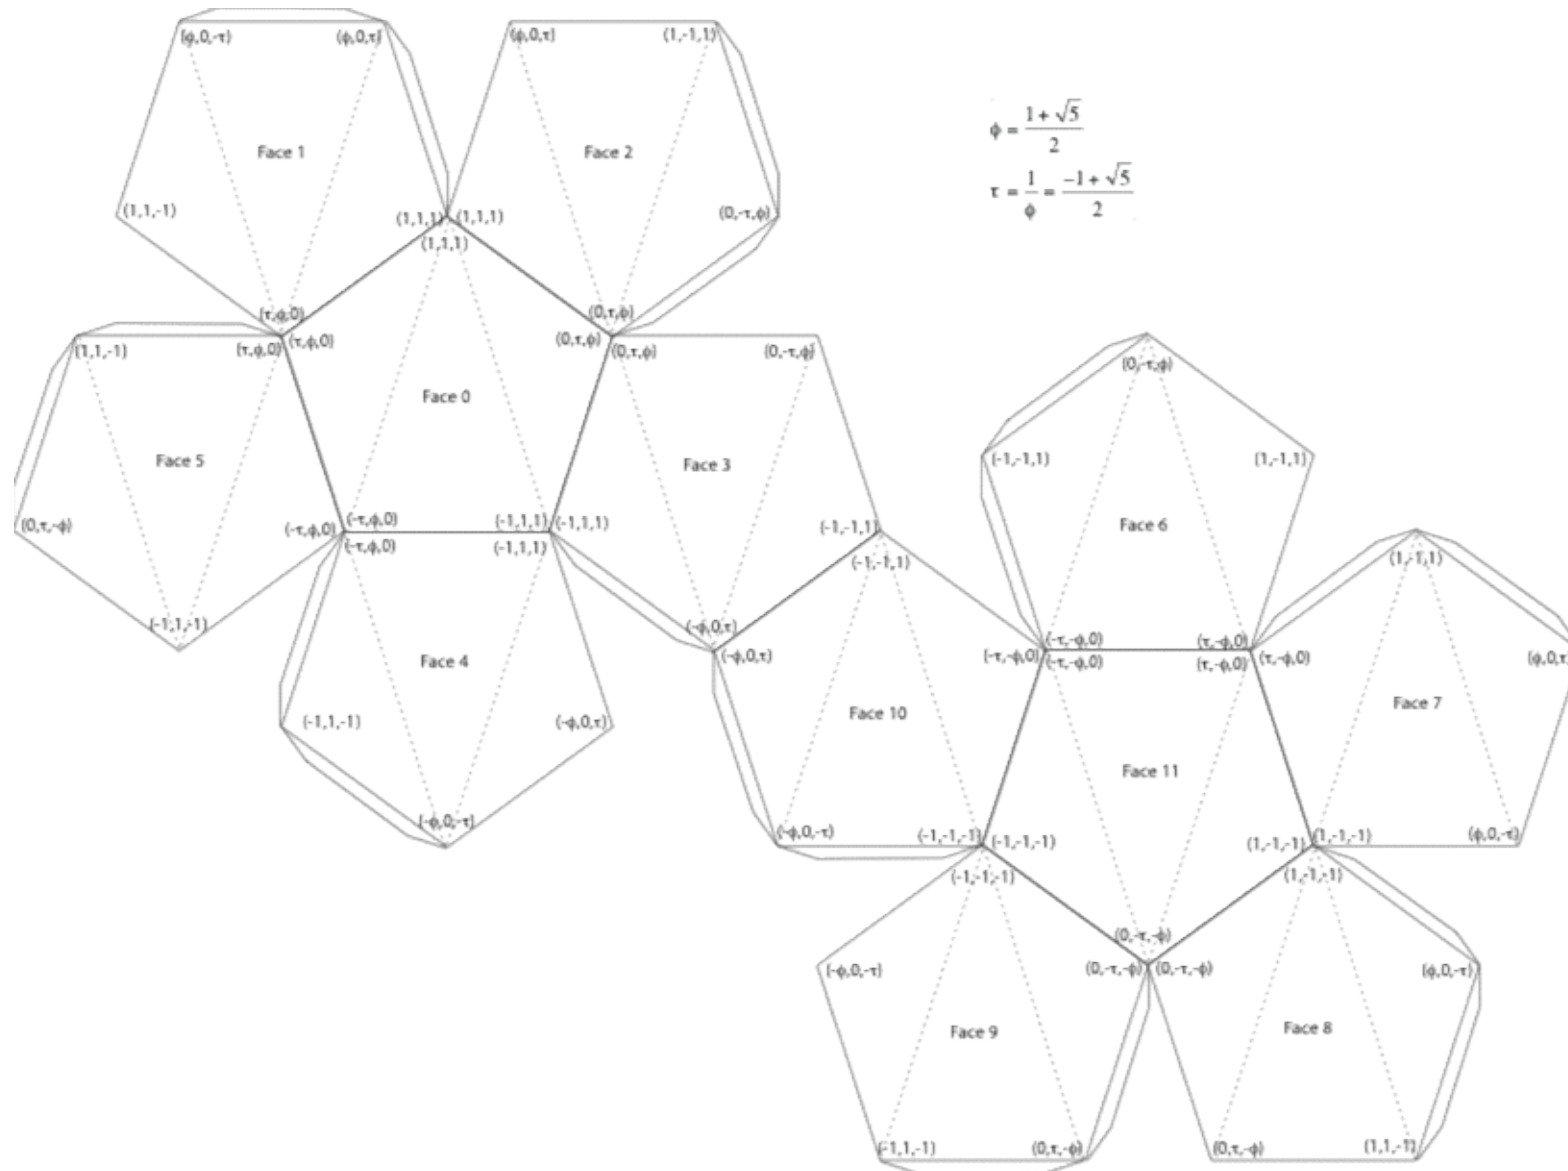 (ϕ,0,-τ) (ϕ,0,τ) (ϕ,0,τ) (1,-1,1)
ϕ = 1 + √5 / 2
Face 1 Face 2
τ = 1 / ϕ = -1 + √5 / 2
(1,1,-1) (1,1,1) (1,1,1) (0,-τ,ϕ)
(1,1,1)
(τ,ϕ,0) (0,τ,ϕ)
(1,1,-1) (τ,ϕ,0) (τ,ϕ,0) (0,τ,ϕ) (0,τ,ϕ) (0,-τ,ϕ)
(0,-τ,-ϕ)
Face 0
Face 5 Face 3 (-1,-1,1) (1,-1,1)
(0,τ,-ϕ) (-τ,ϕ,0) (-τ,ϕ,0) (-1,1,1) (-1,1,1) (-1,-1,1) Face 6
(-τ,ϕ,0) (-1,1,1) (-1,-1,1) (1,-1,1)
(-1,1,-1) (-ϕ,0,τ) (-τ,-ϕ,0) (τ,-ϕ,0)
(-ϕ,0,τ) (-τ,-ϕ,0) (-τ,-ϕ,0) (τ,-ϕ,0) (τ,-ϕ,0) (ϕ,0,τ
Face 4
Face 10 Face 7
(-1,1,-1) (-ϕ,0,τ)
Face 11
(-ϕ,0,-τ) (-ϕ,0,-τ) (-1,-1,-1) (-1,-1,-1) (1,-1,-1) (1,-1,-1) (ϕ,0,-τ)
(-1,-1,-1) (1,-1,-1)
(0,-τ,-ϕ)
(-ϕ,0,-τ) (0,-τ,-ϕ) (0,-τ,-ϕ) (ϕ,0,-τ)
Face 9 Face 8
(-1,1,-1) (0,τ,-ϕ) (0,τ,-ϕ) (1,1,-1)